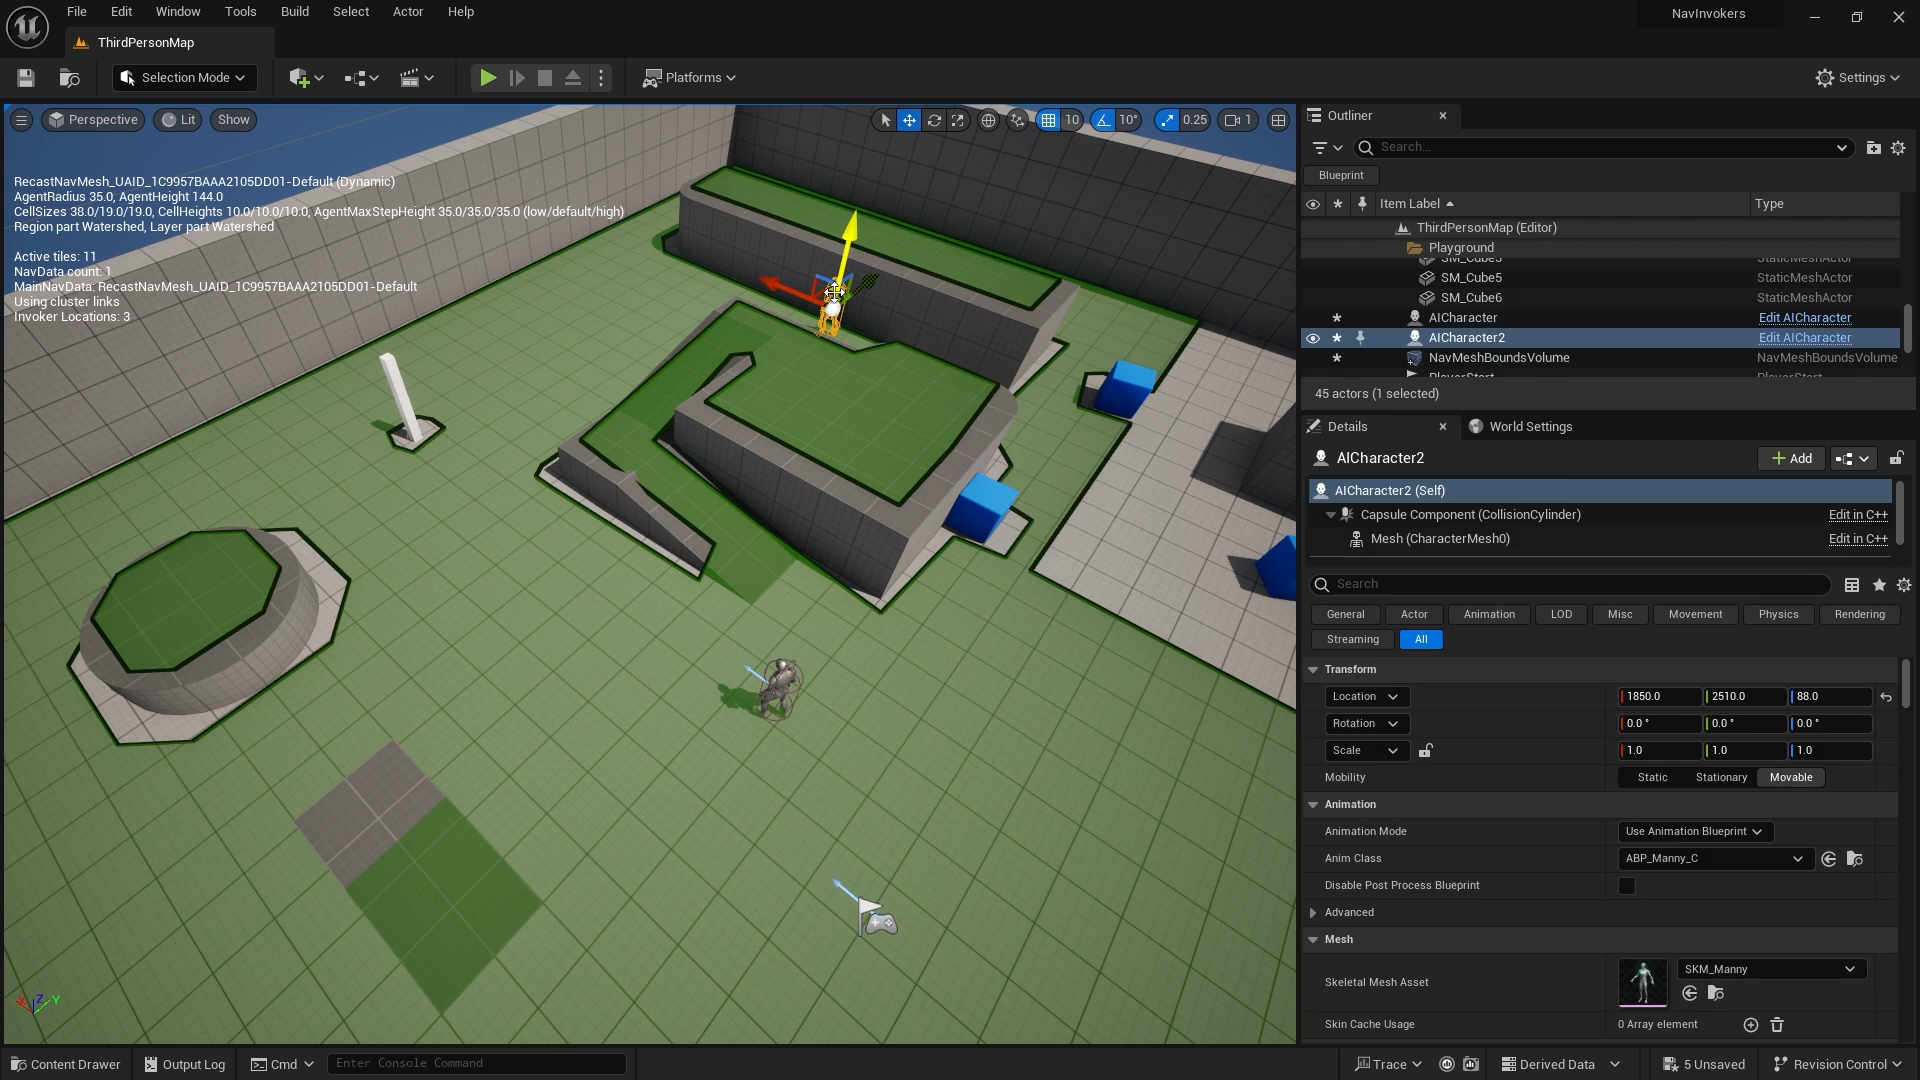 File Edit Window Tools Build Select Actor Help
NavInvokers
ThirdPersonMap
Selection Mode
Platforms
Settings
Perspective Lit Show
10 10° 0.25 1
RecastNavMesh_UAID_1C9957BAAA2105DD01-Default (Dynamic)
AgentRadius 35.0, AgentHeight 144.0
CellSizes 38.0/19.0/19.0, CellHeights 10.0/10.0/10.0, AgentMaxStepHeight 35.0/35.0/35.0 (low/default/high)
Region part Watershed, Layer part Watershed
Active tiles: 11
NavData count: 1
MainNavData: RecastNavMesh_UAID_1C9957BAAA2105DD01-Default
Using cluster links
Invoker Locations: 3
X Z Y
Outliner
Search...
Blueprint
Item Label Type
ThirdPersonMap (Editor)
Playground
SM_Cube3 StaticMeshActor
SM_Cube5 StaticMeshActor
SM_Cube6 StaticMeshActor
AICharacter Edit AICharacter
AICharacter2 Edit AICharacter
NavMeshBoundsVolume NavMeshBoundsVolume
PlayerStart PlayerStart
45 actors (1 selected)
Details World Settings
AICharacter2 Add
AICharacter2 (Self)
Capsule Component (CollisionCylinder) Edit in C++
Mesh (CharacterMesh0) Edit in C++
Search
General Actor Animation LOD Misc Movement Physics Rendering
Streaming All
Transform
Location 1850.0 2510.0 88.0
Rotation 0.0 ° 0.0 ° 0.0 °
Scale 1.0 1.0 1.0
Mobility Static Stationary Movable
Animation
Animation Mode Use Animation Blueprint
Anim Class ABP_Manny_C
Disable Post Process Blueprint
Advanced
Mesh
Skeletal Mesh Asset SKM_Manny
Skin Cache Usage 0 Array element
Content Drawer Output Log Cmd Enter Console Command Trace Derived Data 5 Unsaved Revision Control